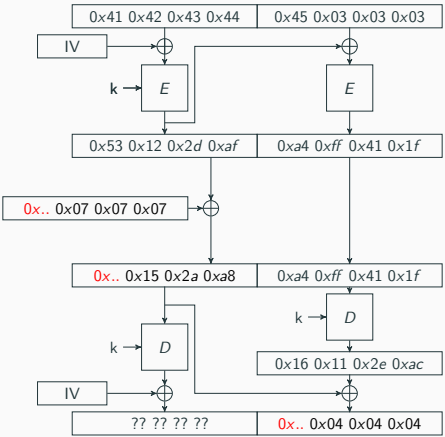 0x41 0x42 0x43 0x44 0x45 0x03 0x03 0x03
IV
k E E
0x53 0x12 0x2d 0xaf 0xa4 0xff 0x41 0x1f
0x.. 0x07 0x07 0x07
0x.. 0x15 0x2a 0xa8 0xa4 0xff 0x41 0x1f
k D
k D
0x16 0x11 0x2e 0xac
IV
?? ?? ?? ?? 0x.. 0x04 0x04 0x04